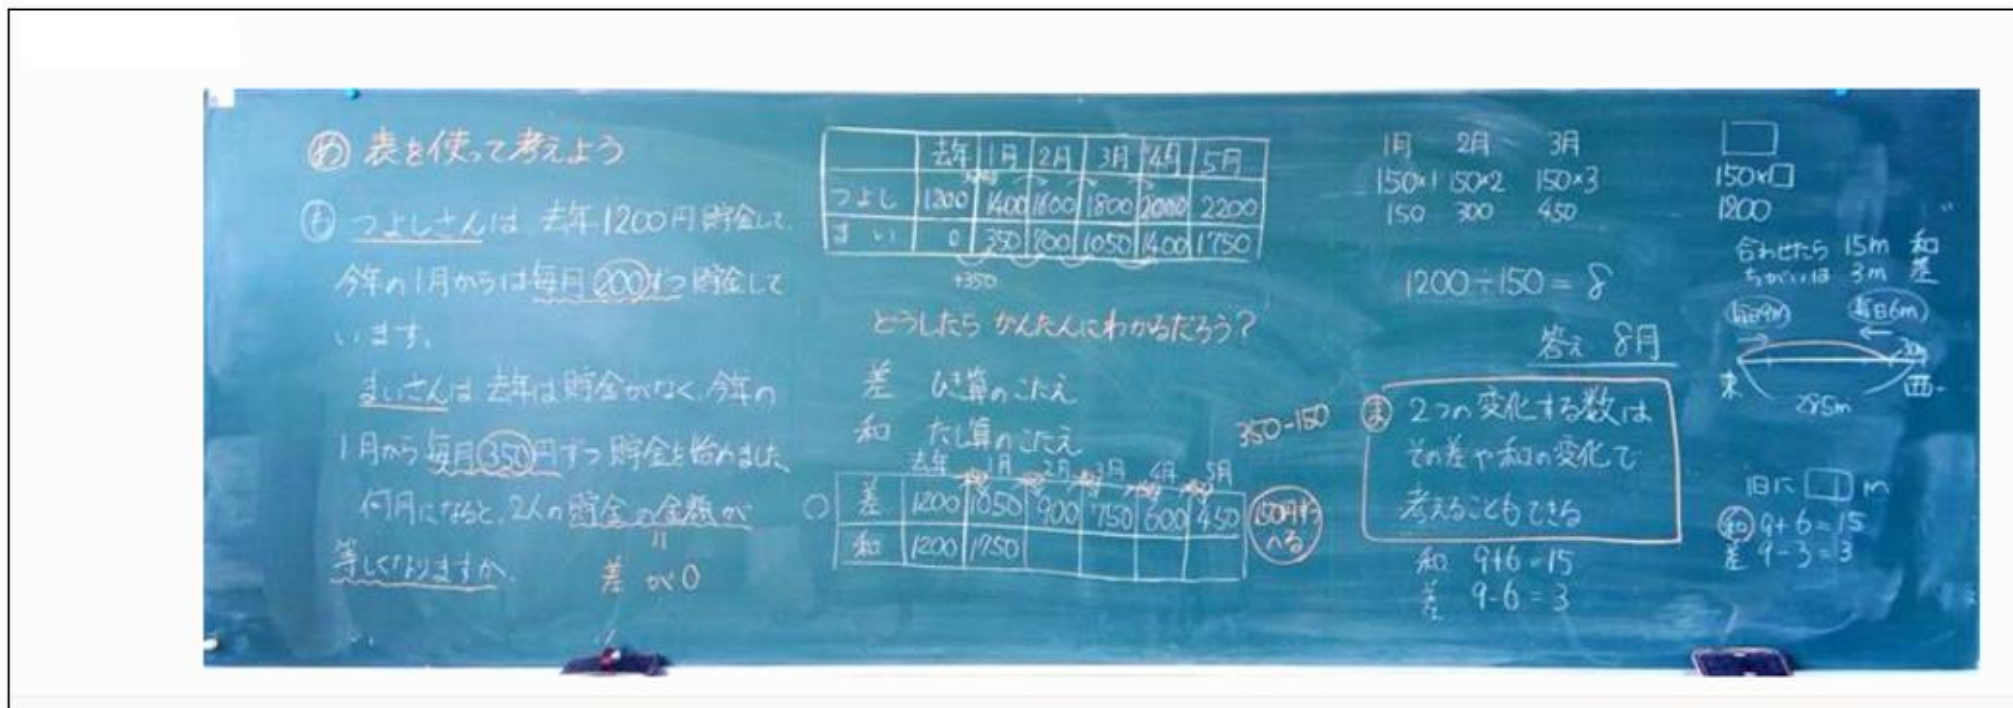 め 表を使って考えよう
も つよしさんは 去年1200円貯金して、
今年の1月からは毎月200ずつ貯金して
います。
まいさんは去年は貯金がなく、今年の
1月から毎月350円ずつ貯金を始めました。
何月になると、2人の貯金の金額が
等しくなりますか。
=
差 が0
去年 1月 2月 3月 4月 5月
つよし 1200 1400 1600 1800 2000 2200
まい 0 350 700 1050 1400 1750
+350
どうしたら かんたんにわかるだろう?
差 ひき算のこたえ
和 たし算のこたえ
去年 1月 2月 3月 4月 5月
○ 差 1200 1050 900 750 600 450
和 1200 1750
150円ずつ
へる
350-150
1月 2月 3月
150×1 150×2 150×3
150 300 450
1200÷150=8
答え 8月
ま 2つの変化する数は
その差や和の変化で
考えることもできる
和 9+6=15
差 9-6=3
□
150×□
1200
合わせたら 15m 和
ちがいは 3m 差
毎日9m 毎日6m
東 西
285m
1日に □ m
和 9+6=15
差 9-3=3